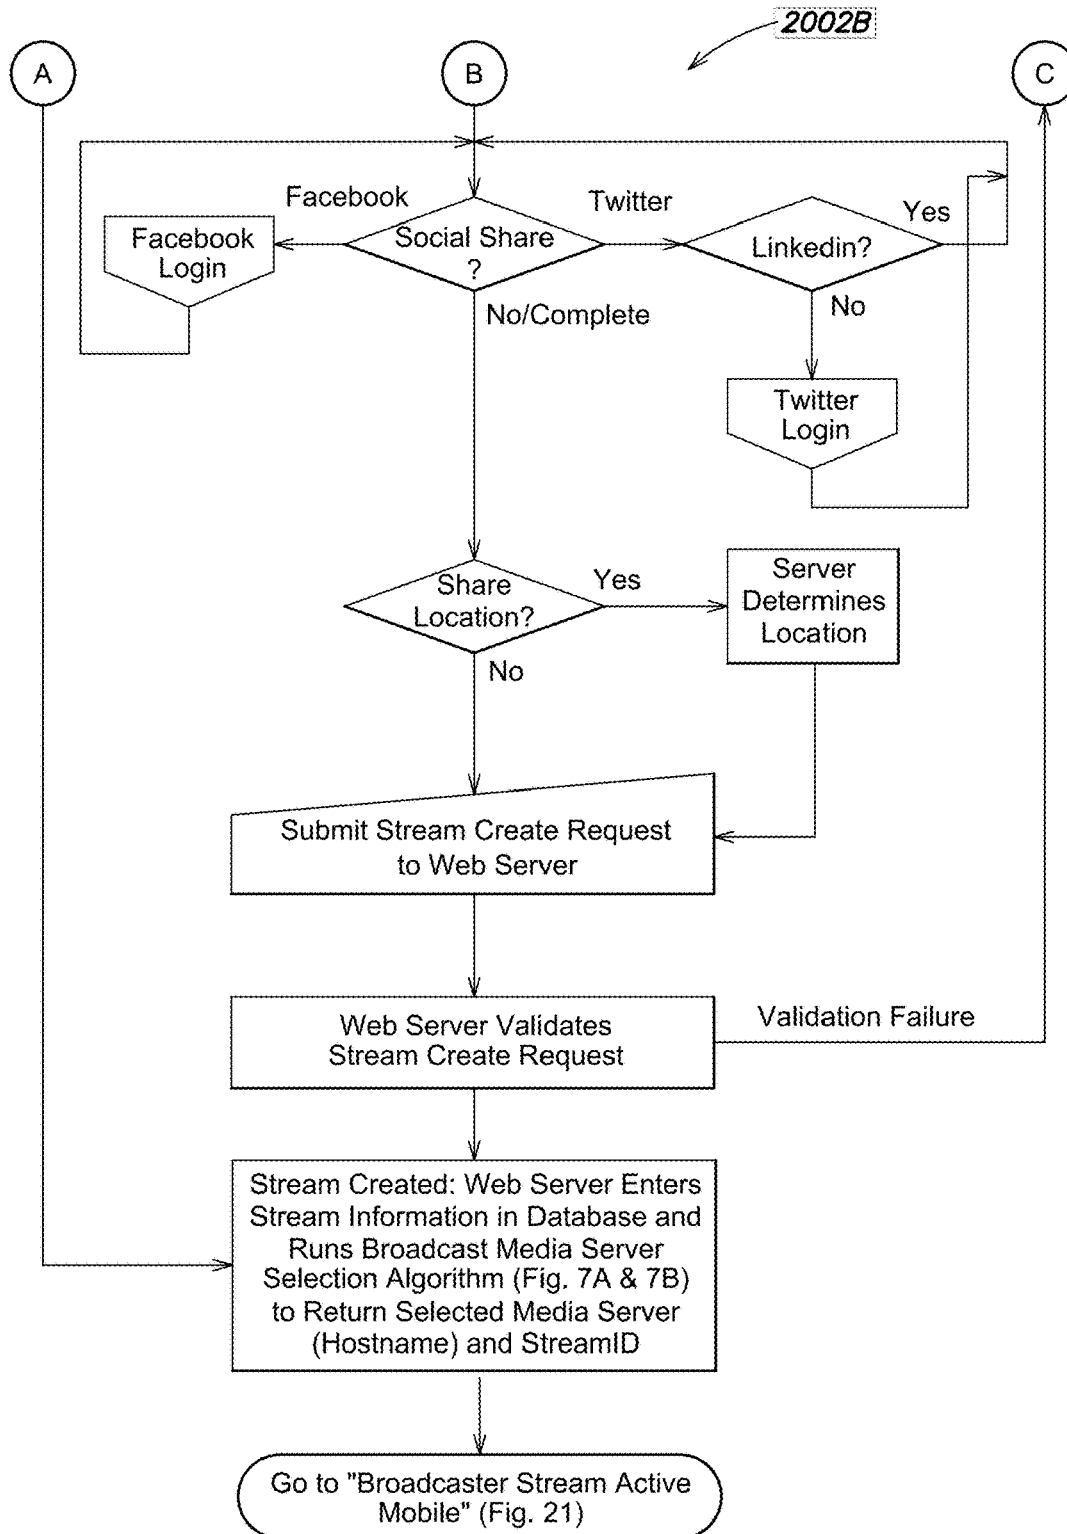 2002B
A
B
C
Facebook
Twitter
Yes
Facebook
Login
Social Share
?
Linkedin?
No/Complete
No
Twitter
Login
Share
Location?
Yes
Server
Determines
Location
No
Submit Stream Create Request
to Web Server
Web Server Validates
Stream Create Request
Validation Failure
Stream Created: Web Server Enters
Stream Information in Database and
Runs Broadcast Media Server
Selection Algorithm (Fig. 7A & 7B)
to Return Selected Media Server
(Hostname) and StreamID
Go to "Broadcaster Stream Active
Mobile" (Fig. 21)